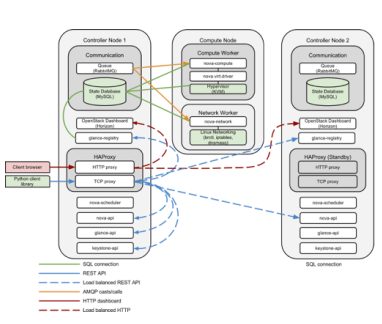 Controller Node 1
Communication
Queue
(RabbitMQ)
State Database
(MySQL)
OpenStack Dashboard
(Horizon)
glance-registry
HAProxy
HTTP proxy
TCP proxy
nova-scheduler
nova-api
glance-api
keystone-api
Client browser
Python client
library
Compute Node
Compute Worker
nova-compute
nova-virt-driver
Hypervisor
(KVM)
Network Worker
nova-network
Linux Networking
Controller Node 2
Communication
Queue
(RabbitMQ)
State Database
(MySQL)
OpenStack Dashboard
(Horizon)
glance-registry
HAProxy (Standby)
HTTP proxy
TCP proxy
nova-scheduler
nova-api
glance-api
keystone-api
SQL connection
SQL connection
REST API
Load balanced REST API
AMQP casts/calls
HTTP dashboard
Load balanced HTTP